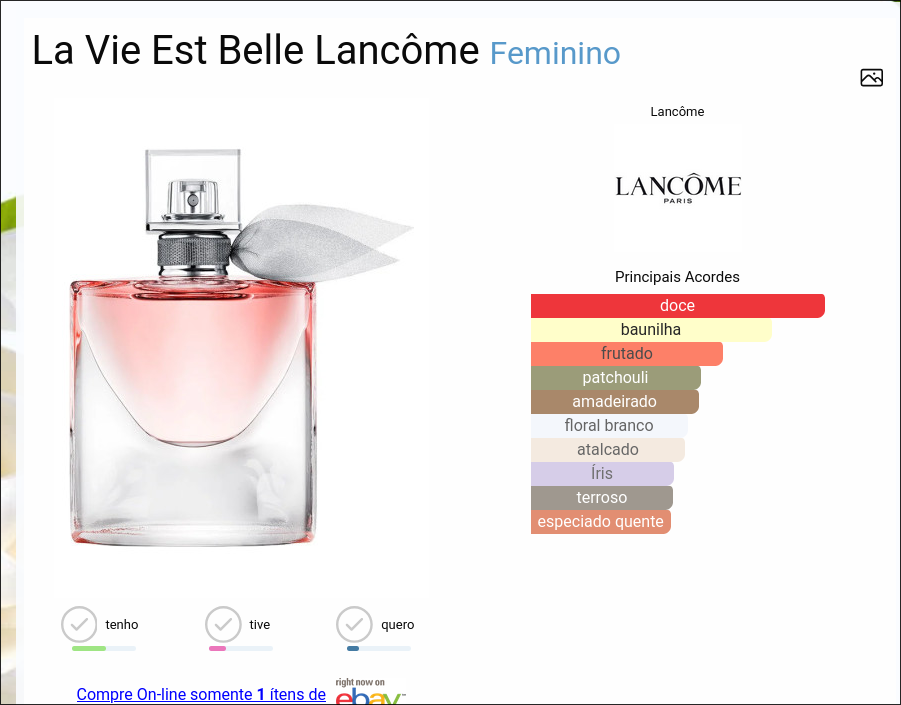 La Vie Est Belle Lancôme Feminino
Lancôme
LANCÔME
PARIS
Principais Acordes
doce
baunilha
frutado
patchouli
amadeirado
floral branco
atalcado
Íris
terroso
especiado quente
tenho
tive
quero
Compre On-line somente 1 ítens de
right now on
ebay™